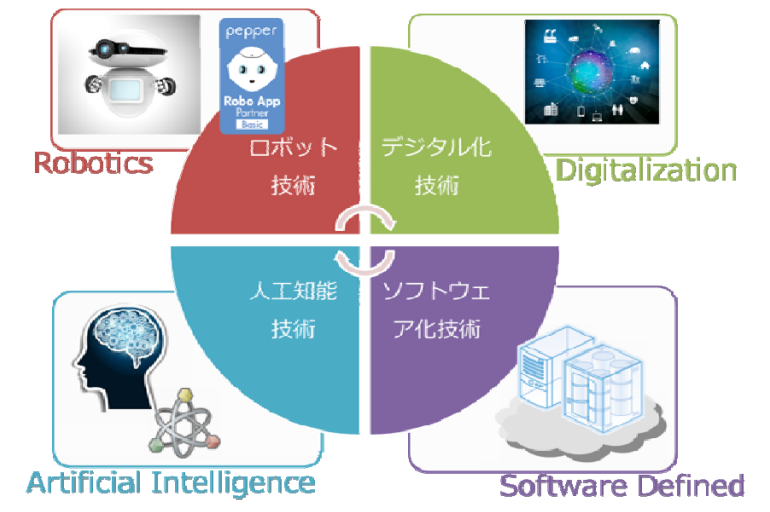 pepper
Robo App
Partner
Basic
Robotics
ロボット
技術
デジタル化
技術
Digitalization
人工知能
技術
ソフトウェ
ア化技術
Artificial Intelligence
Software Defined